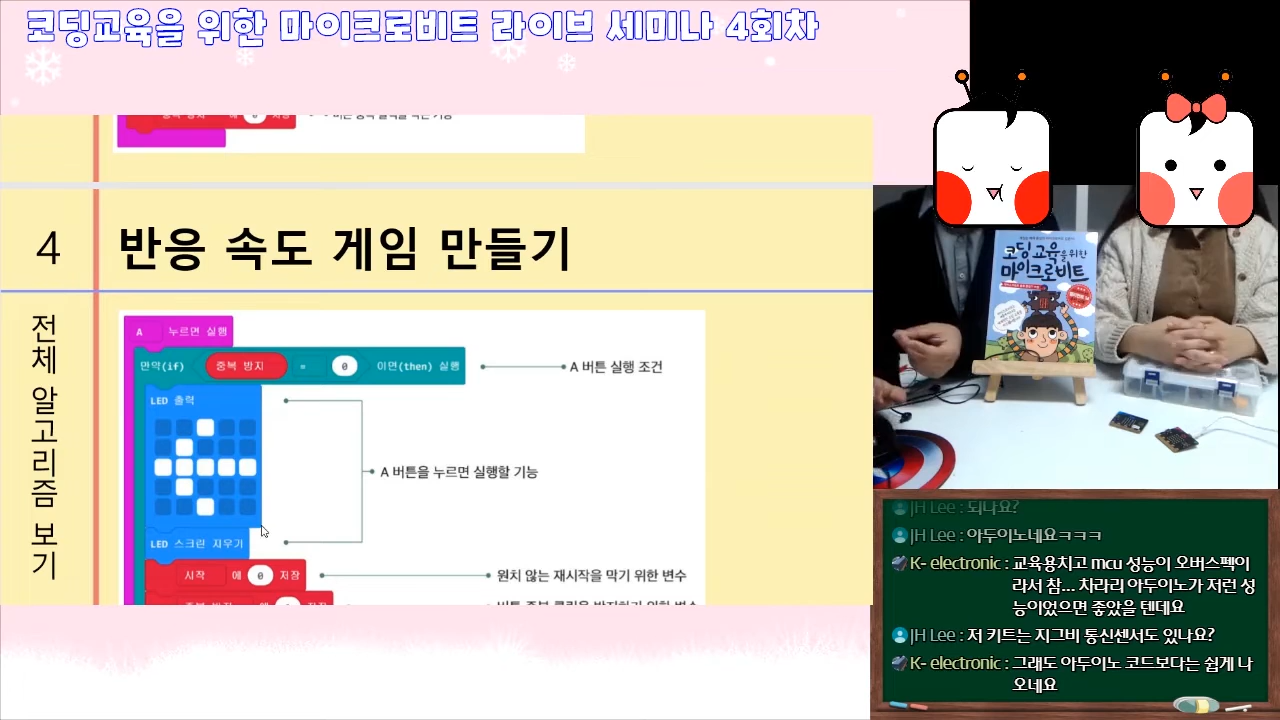 코딩교육을 위한 마이크로비트 라이브 세미나 4회차
4
반응 속도 게임 만들기
전체 알고리즘 보기
A 누르면 실행
만약(if) 중복 방지 = 0 이면(then) 실행
A 버튼 실행 조건
LED 출력
A 버튼을 누르면 실행할 기능
LED 스크린 지우기
시작 에 0 저장
원치 않는 재시작을 막기 위한 변수
코딩교육을위한
마이크로비트
JH Lee : 되나요?
JH Lee : 아두이노네요ㅋㅋㅋ
K- electronic : 교육용치고 mcu 성능이 오버스펙이
라서 참... 차라리 아두이노가 저런 성
능이었으면 좋았을 텐데요
JH Lee : 저 키트는 지그비 통신센서도 있나요?
K- electronic : 그래도 아두이노 코드보다는 쉽게 나
오네요